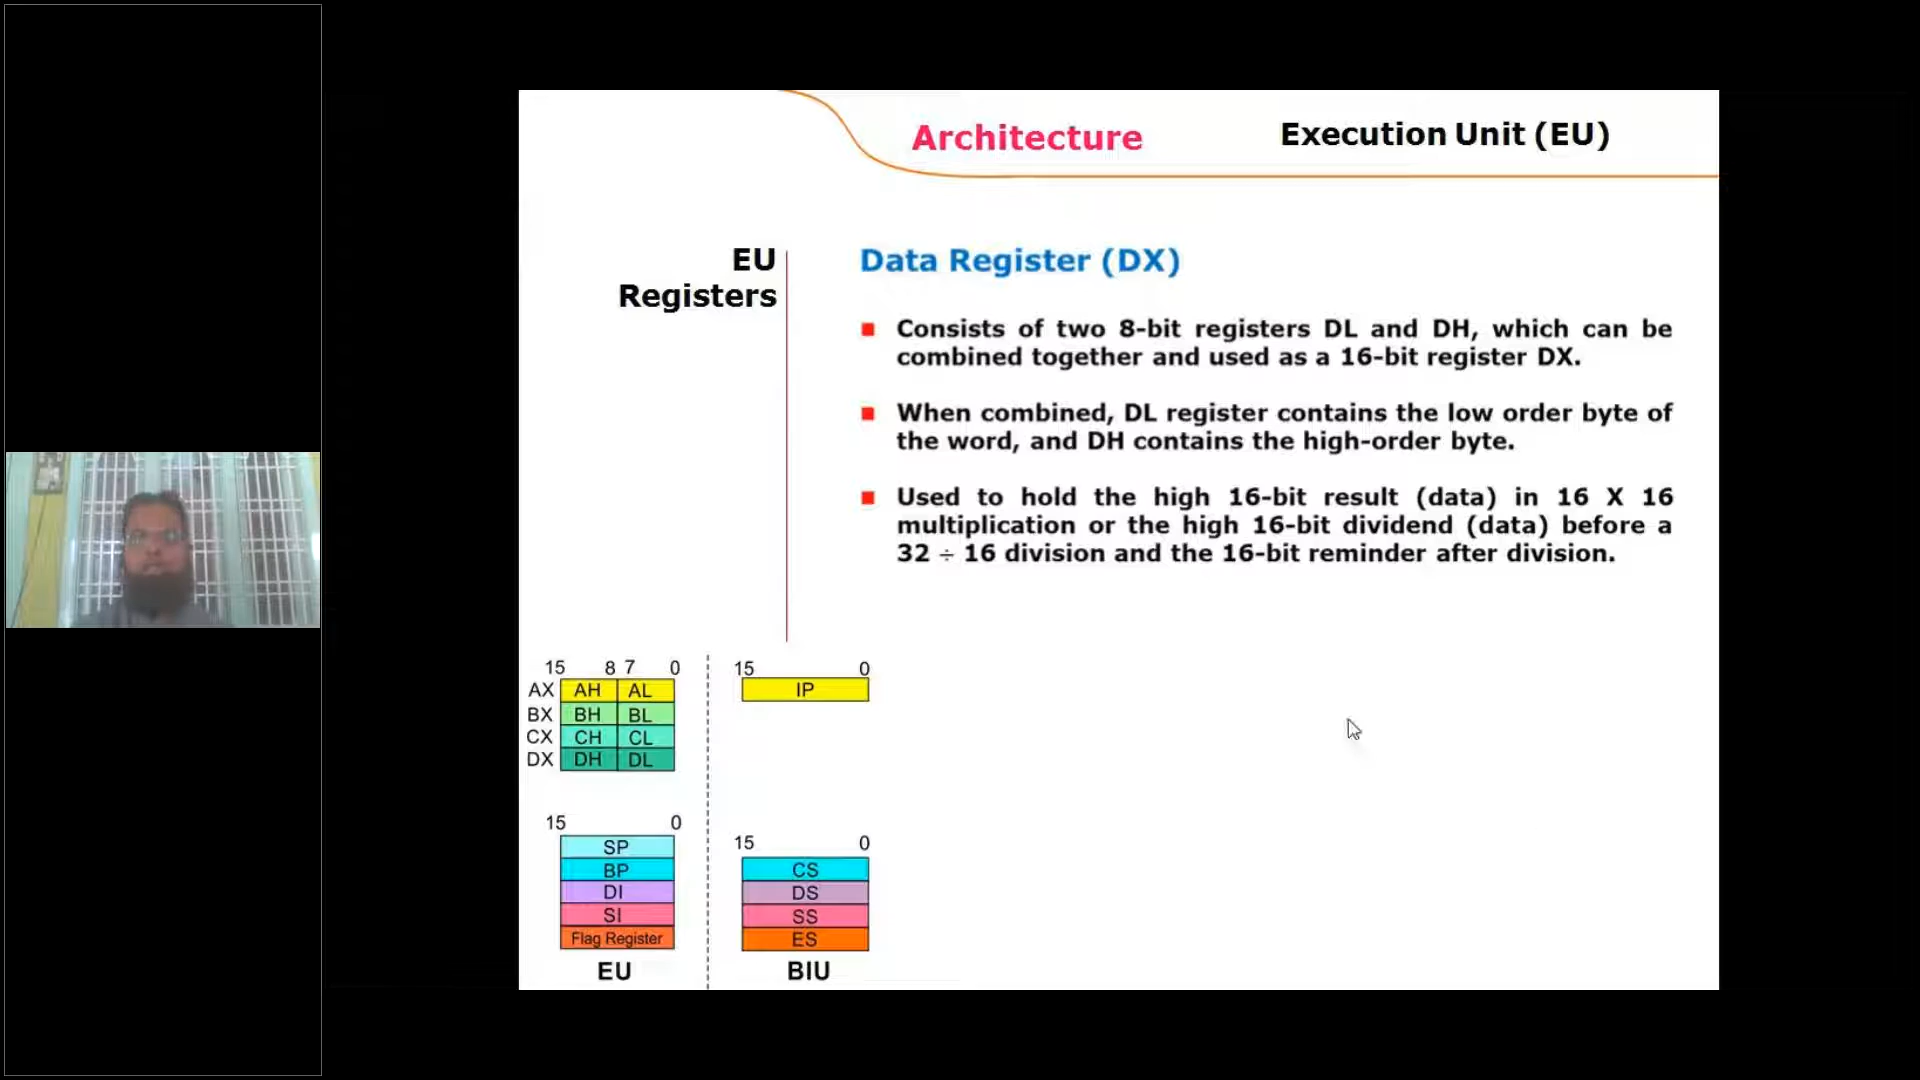 Architecture
Execution Unit (EU)
EU
Registers
Data Register (DX)
Consists of two 8-bit registers DL and DH, which can be
combined together and used as a 16-bit register DX.
When combined, DL register contains the low order byte of
the word, and DH contains the high-order byte.
Used to hold the high 16-bit result (data) in 16 X 16
multiplication or the high 16-bit dividend (data) before a
32 ÷ 16 division and the 16-bit reminder after division.
15 8 7 0
AX AH AL
BX BH BL
CX CH CL
DX DH DL
15 0
IP
15 0
SP
BP
DI
SI
Flag Register
EU
15 0
CS
DS
SS
ES
BIU